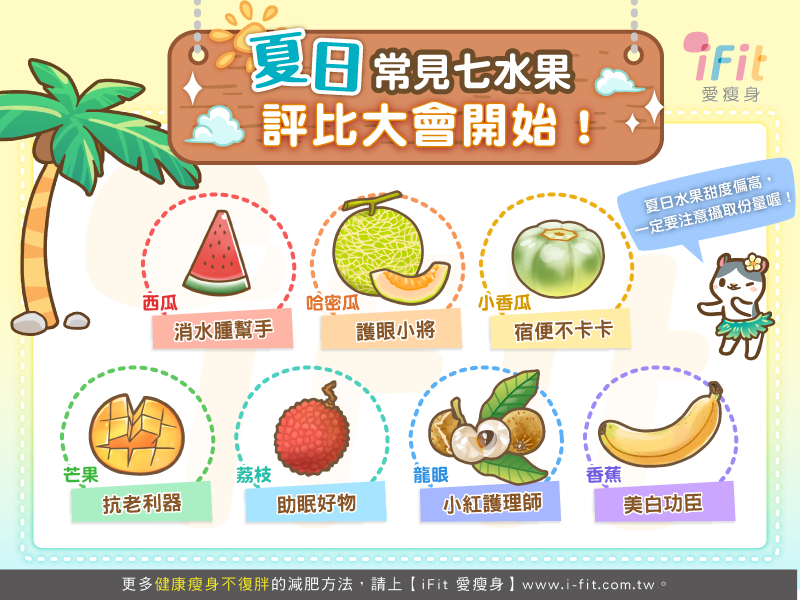 夏日常見七水果
評比大會開始！
iFit
愛瘦身
夏日水果甜度偏高，
一定要注意攝取份量喔！
西瓜
消水腫幫手
哈密瓜
護眼小將
小香瓜
宿便不卡卡
芒果
抗老利器
荔枝
助眠好物
龍眼
小紅護理師
香蕉
美白功臣
更多健康瘦身不復胖的減肥方法，請上【iFit 愛瘦身】www.i-fit.com.tw。